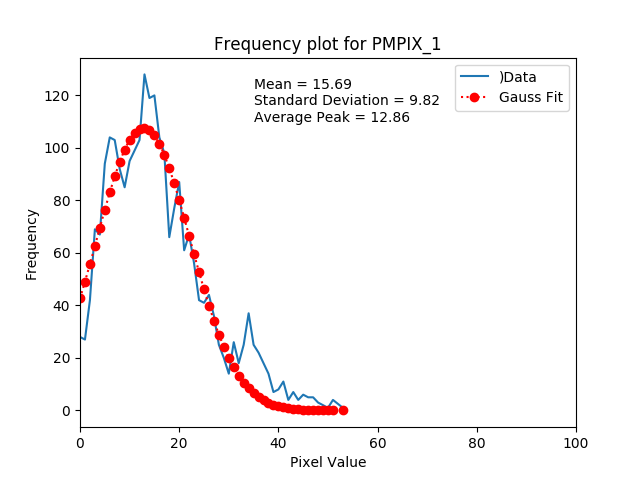 Frequency plot for PMPIX_1
Mean = 15.69
Standard Deviation = 9.82
Average Peak = 12.86
)Data
Gauss Fit
Frequency
120
100
80
60
40
20
0
0 20 40 60 80 100
Pixel Value